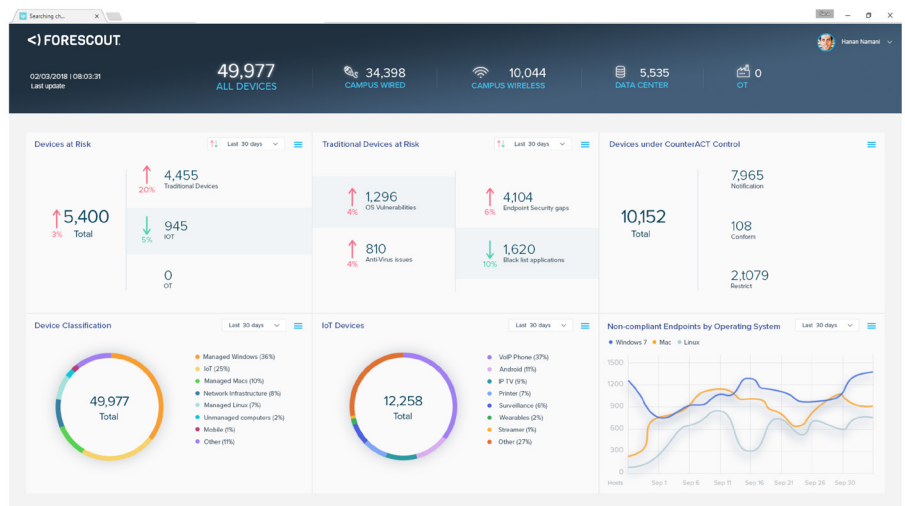 Searching ch...
<) FORESCOUT
Hanan Namani
02/03/2018 | 08:03:31
Last update
49,977
ALL DEVICES
34,398
CAMPUS WIRED
10,044
CAMPUS WIRELESS
5,535
DATA CENTER
0
OT
Devices at Risk
Last 30 days
5,400
3%
Total
4,455
20%
Traditional Devices
945
5%
IOT
0
OT
Traditional Devices at Risk
Last 30 days
1,296
4%
OS Vulnerabilities
4,104
6%
Endpoint Security gaps
810
4%
Anti-Virus issues
1,620
10%
Black list applications
Devices under CounterACT Control
10,152
Total
7,965
Notification
108
Conform
2,t079
Restrict
Device Classification
Last 30 days
49,977
Total
Managed Windows (36%)
IoT (25%)
Managed Macs (10%)
Network Infrastructure (8%)
Managed Linux (7%)
Unmanaged computers (2%)
Mobile (1%)
Other (11%)
IoT Devices
Last 30 days
12,258
Total
VoIP Phone (37%)
Android (11%)
IP TV (9%)
Printer (7%)
Surveillance (6%)
Wearables (2%)
Streamer (1%)
Other (27%)
Non-compliant Endpoints by Operating System
Last 30 days
Windows 7 Mac Linux
1500
1200
900
600
300
0
Sep 1 Sep 6 Sep 11 Sep 16 Sep 21 Sep 26 Sep 30